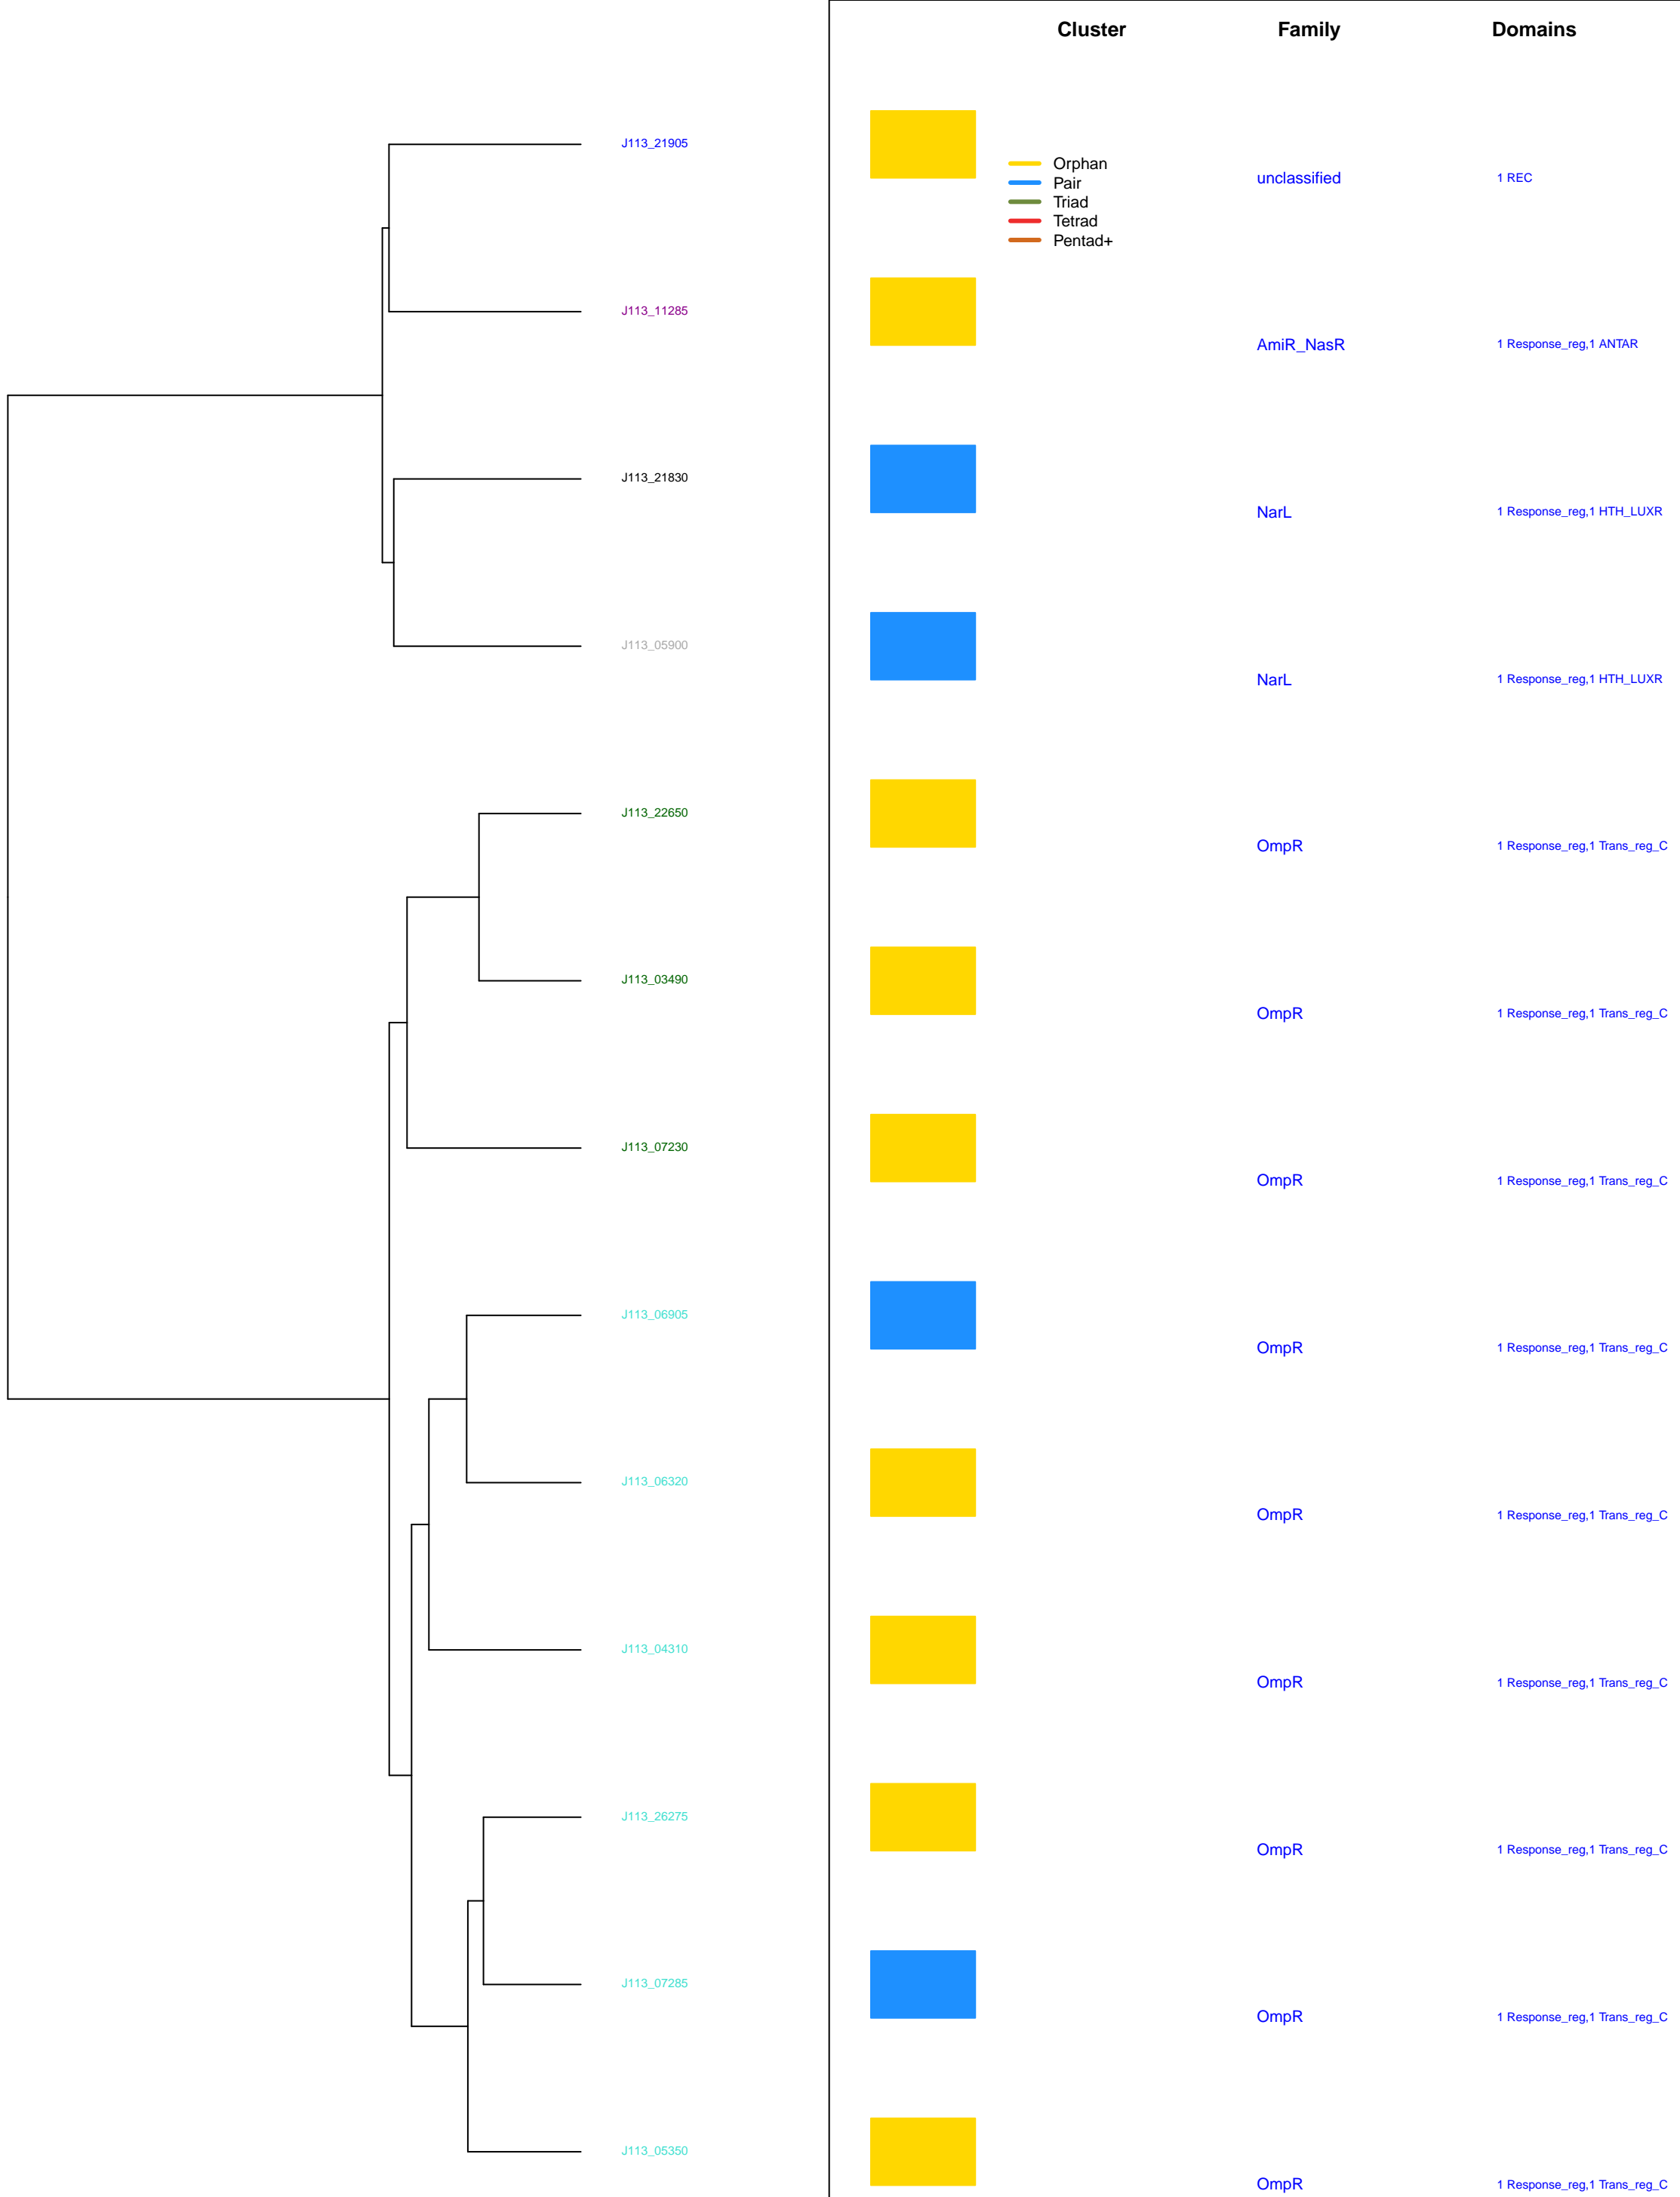 Cluster Family Domains
J113_21905
Orphan
Pair
Triad
Tetrad
Pentad+
unclassified 1 REC
J113_11285
AmiR_NasR 1 Response_reg,1 ANTAR
J113_21830
NarL 1 Response_reg,1 HTH_LUXR
J113_05900
NarL 1 Response_reg,1 HTH_LUXR
J113_22650
OmpR 1 Response_reg,1 Trans_reg_C
J113_03490
OmpR 1 Response_reg,1 Trans_reg_C
J113_07230
OmpR 1 Response_reg,1 Trans_reg_C
J113_06905
OmpR 1 Response_reg,1 Trans_reg_C
J113_06320
OmpR 1 Response_reg,1 Trans_reg_C
J113_04310
OmpR 1 Response_reg,1 Trans_reg_C
J113_26275
OmpR 1 Response_reg,1 Trans_reg_C
J113_07285
OmpR 1 Response_reg,1 Trans_reg_C
J113_05350
OmpR 1 Response_reg,1 Trans_reg_C